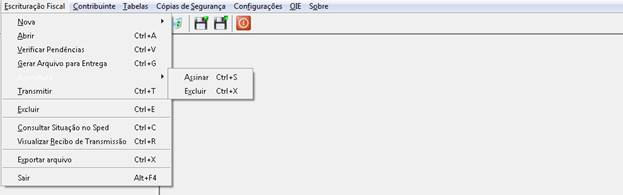 Escrituração Fiscal Contribuinte Tabelas Cópias de Segurança Configurações OIE Sobre
Nova
Abrir Ctrl+A
Verificar Pendências Ctrl+V
Gerar Arquivo para Entrega Ctrl+G
Assinar Ctrl+S
Transmitir Ctrl+T
Excluir Ctrl+X
Excluir Ctrl+E
Consultar Situação no Sped Ctrl+C
Visualizar Recibo de Transmissão Ctrl+R
Exportar arquivo Ctrl+X
Sair Alt+F4